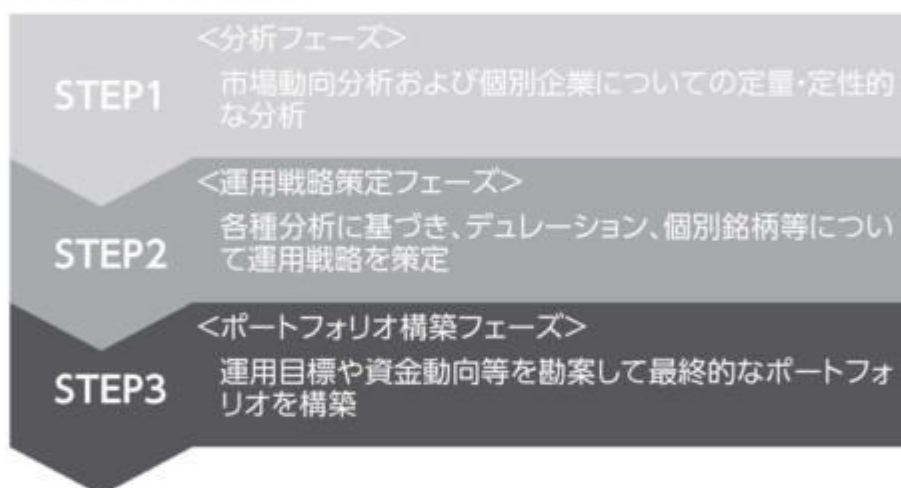 <分析フェーズ>
STEP1
市場動向分析および個別企業についての定量・定性的
な分析
<運用戦略策定フェーズ>
STEP2
各種分析に基づき、デュレーション、個別銘柄等につい
て運用戦略を策定
<ポートフォリオ構築フェーズ>
STEP3
運用目標や資金動向等を勘案して最終的なポートフォ
リオを構築